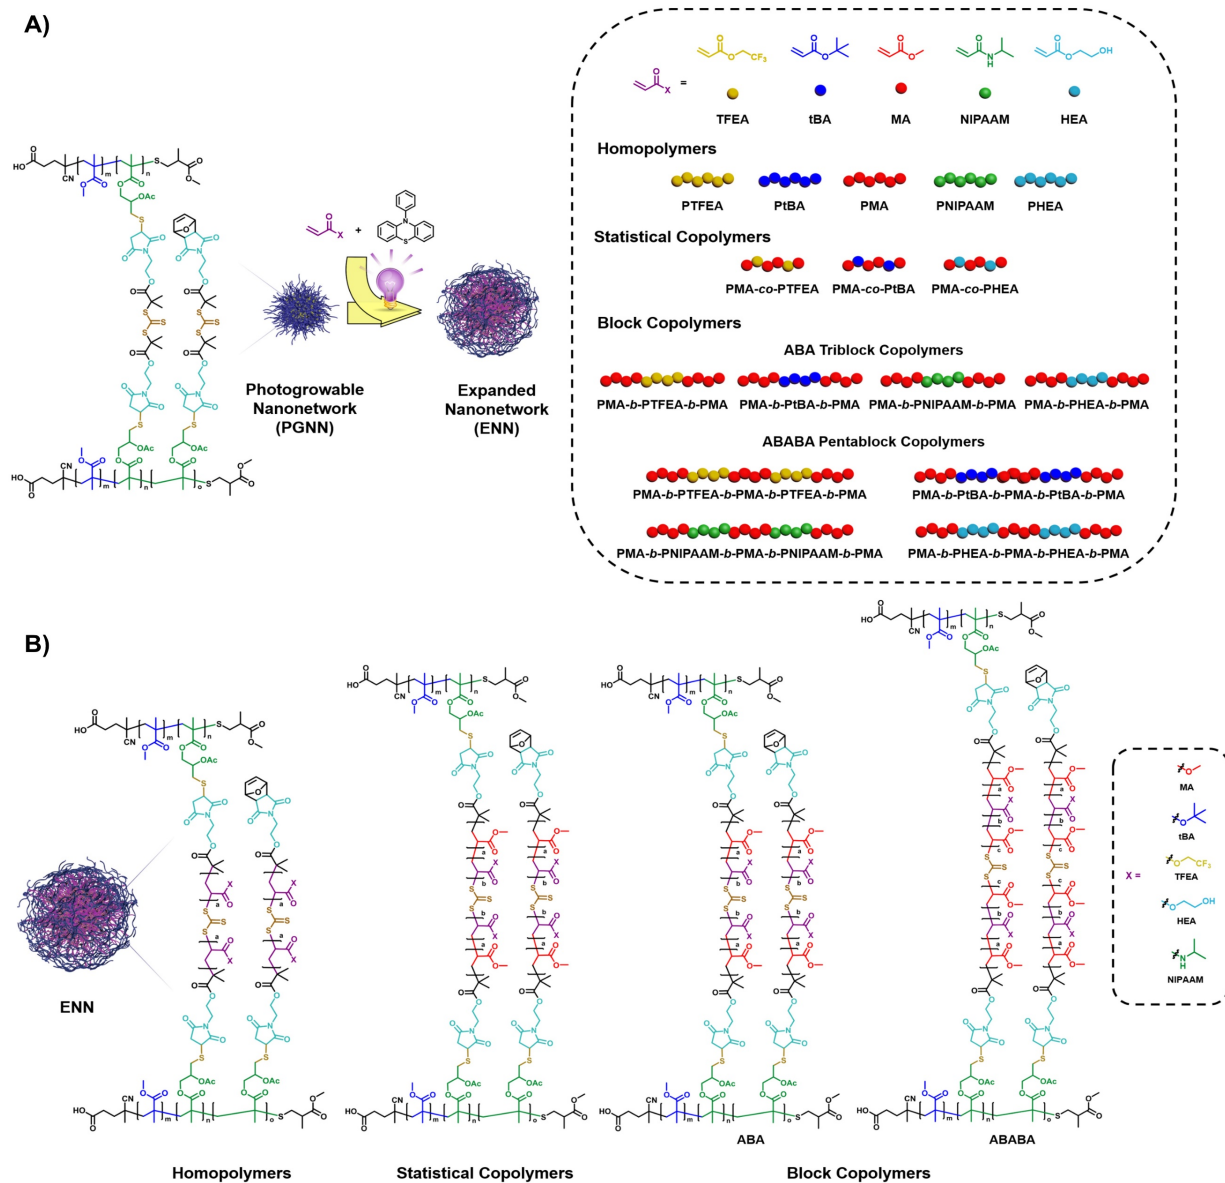 A)
X
=
TFEA
tBA
MA
NIPAAM
HEA
Homopolymers
PTFEA
PtBA
PMA
PNIPAAM
PHEA
Statistical Copolymers
PMA-co-PTFEA
PMA-co-PtBA
PMA-co-PHEA
Block Copolymers
ABA Triblock Copolymers
PMA-b-PTFEA-b-PMA
PMA-b-PtBA-b-PMA
PMA-b-PNIPAAM-b-PMA
PMA-b-PHEA-b-PMA
ABABA Pentablock Copolymers
PMA-b-PTFEA-b-PMA-b-PTFEA-b-PMA
PMA-b-PtBA-b-PMA-b-PtBA-b-PMA
PMA-b-PNIPAAM-b-PMA-b-PNIPAAM-b-PMA
PMA-b-PHEA-b-PMA-b-PHEA-b-PMA
+
Photogrowable
Nanonetwork
(PGNN)
Expanded
Nanonetwork
(ENN)
B)
ENN
Homopolymers
Statistical Copolymers
ABA
ABABA
Block Copolymers
X =
MA
tBA
TFEA
HEA
NIPAAM